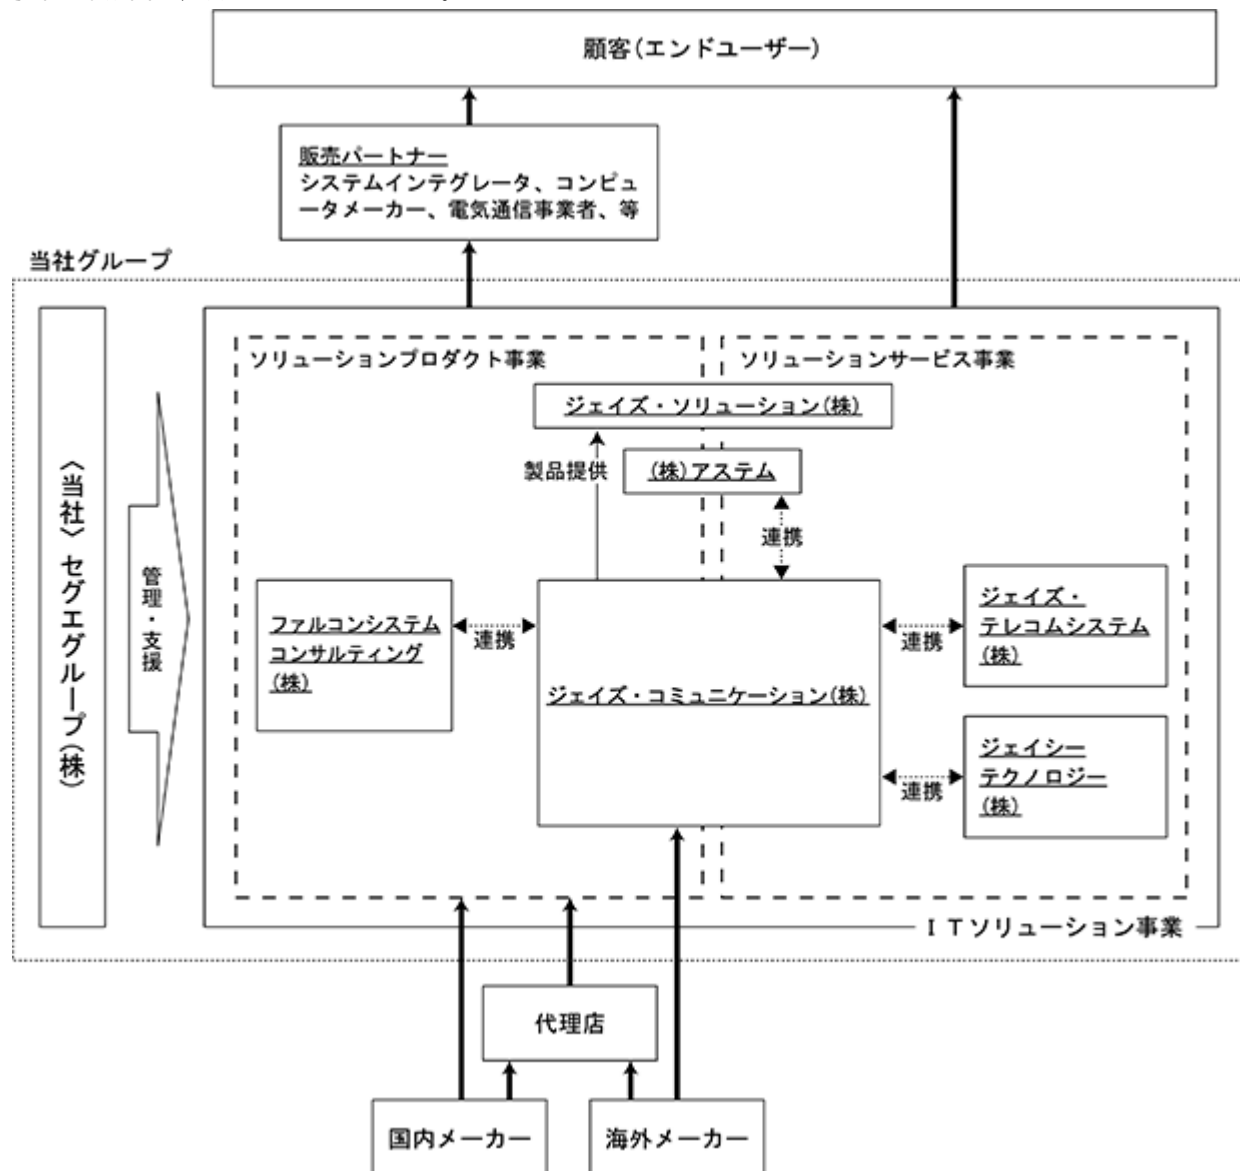 顧客(エンドユーザー)
販売パートナー
システムインテグレータ、コンピュ
ータメーカー、電気通信事業者、等
当社グループ
〈当社〉セグエグループ(株)
管理・支援
ソリューションプロダクト事業
ソリューションサービス事業
ジェイズ・ソリューション(株)
製品提供
(株)アステム
連携
ファルコンシステム
コンサルティング
(株)
連携
ジェイズ・コミュニケーション(株)
連携
ジェイズ・
テレコムシステム
(株)
連携
ジェイシー
テクノロジー
(株)
ITソリューション事業
代理店
国内メーカー
海外メーカー